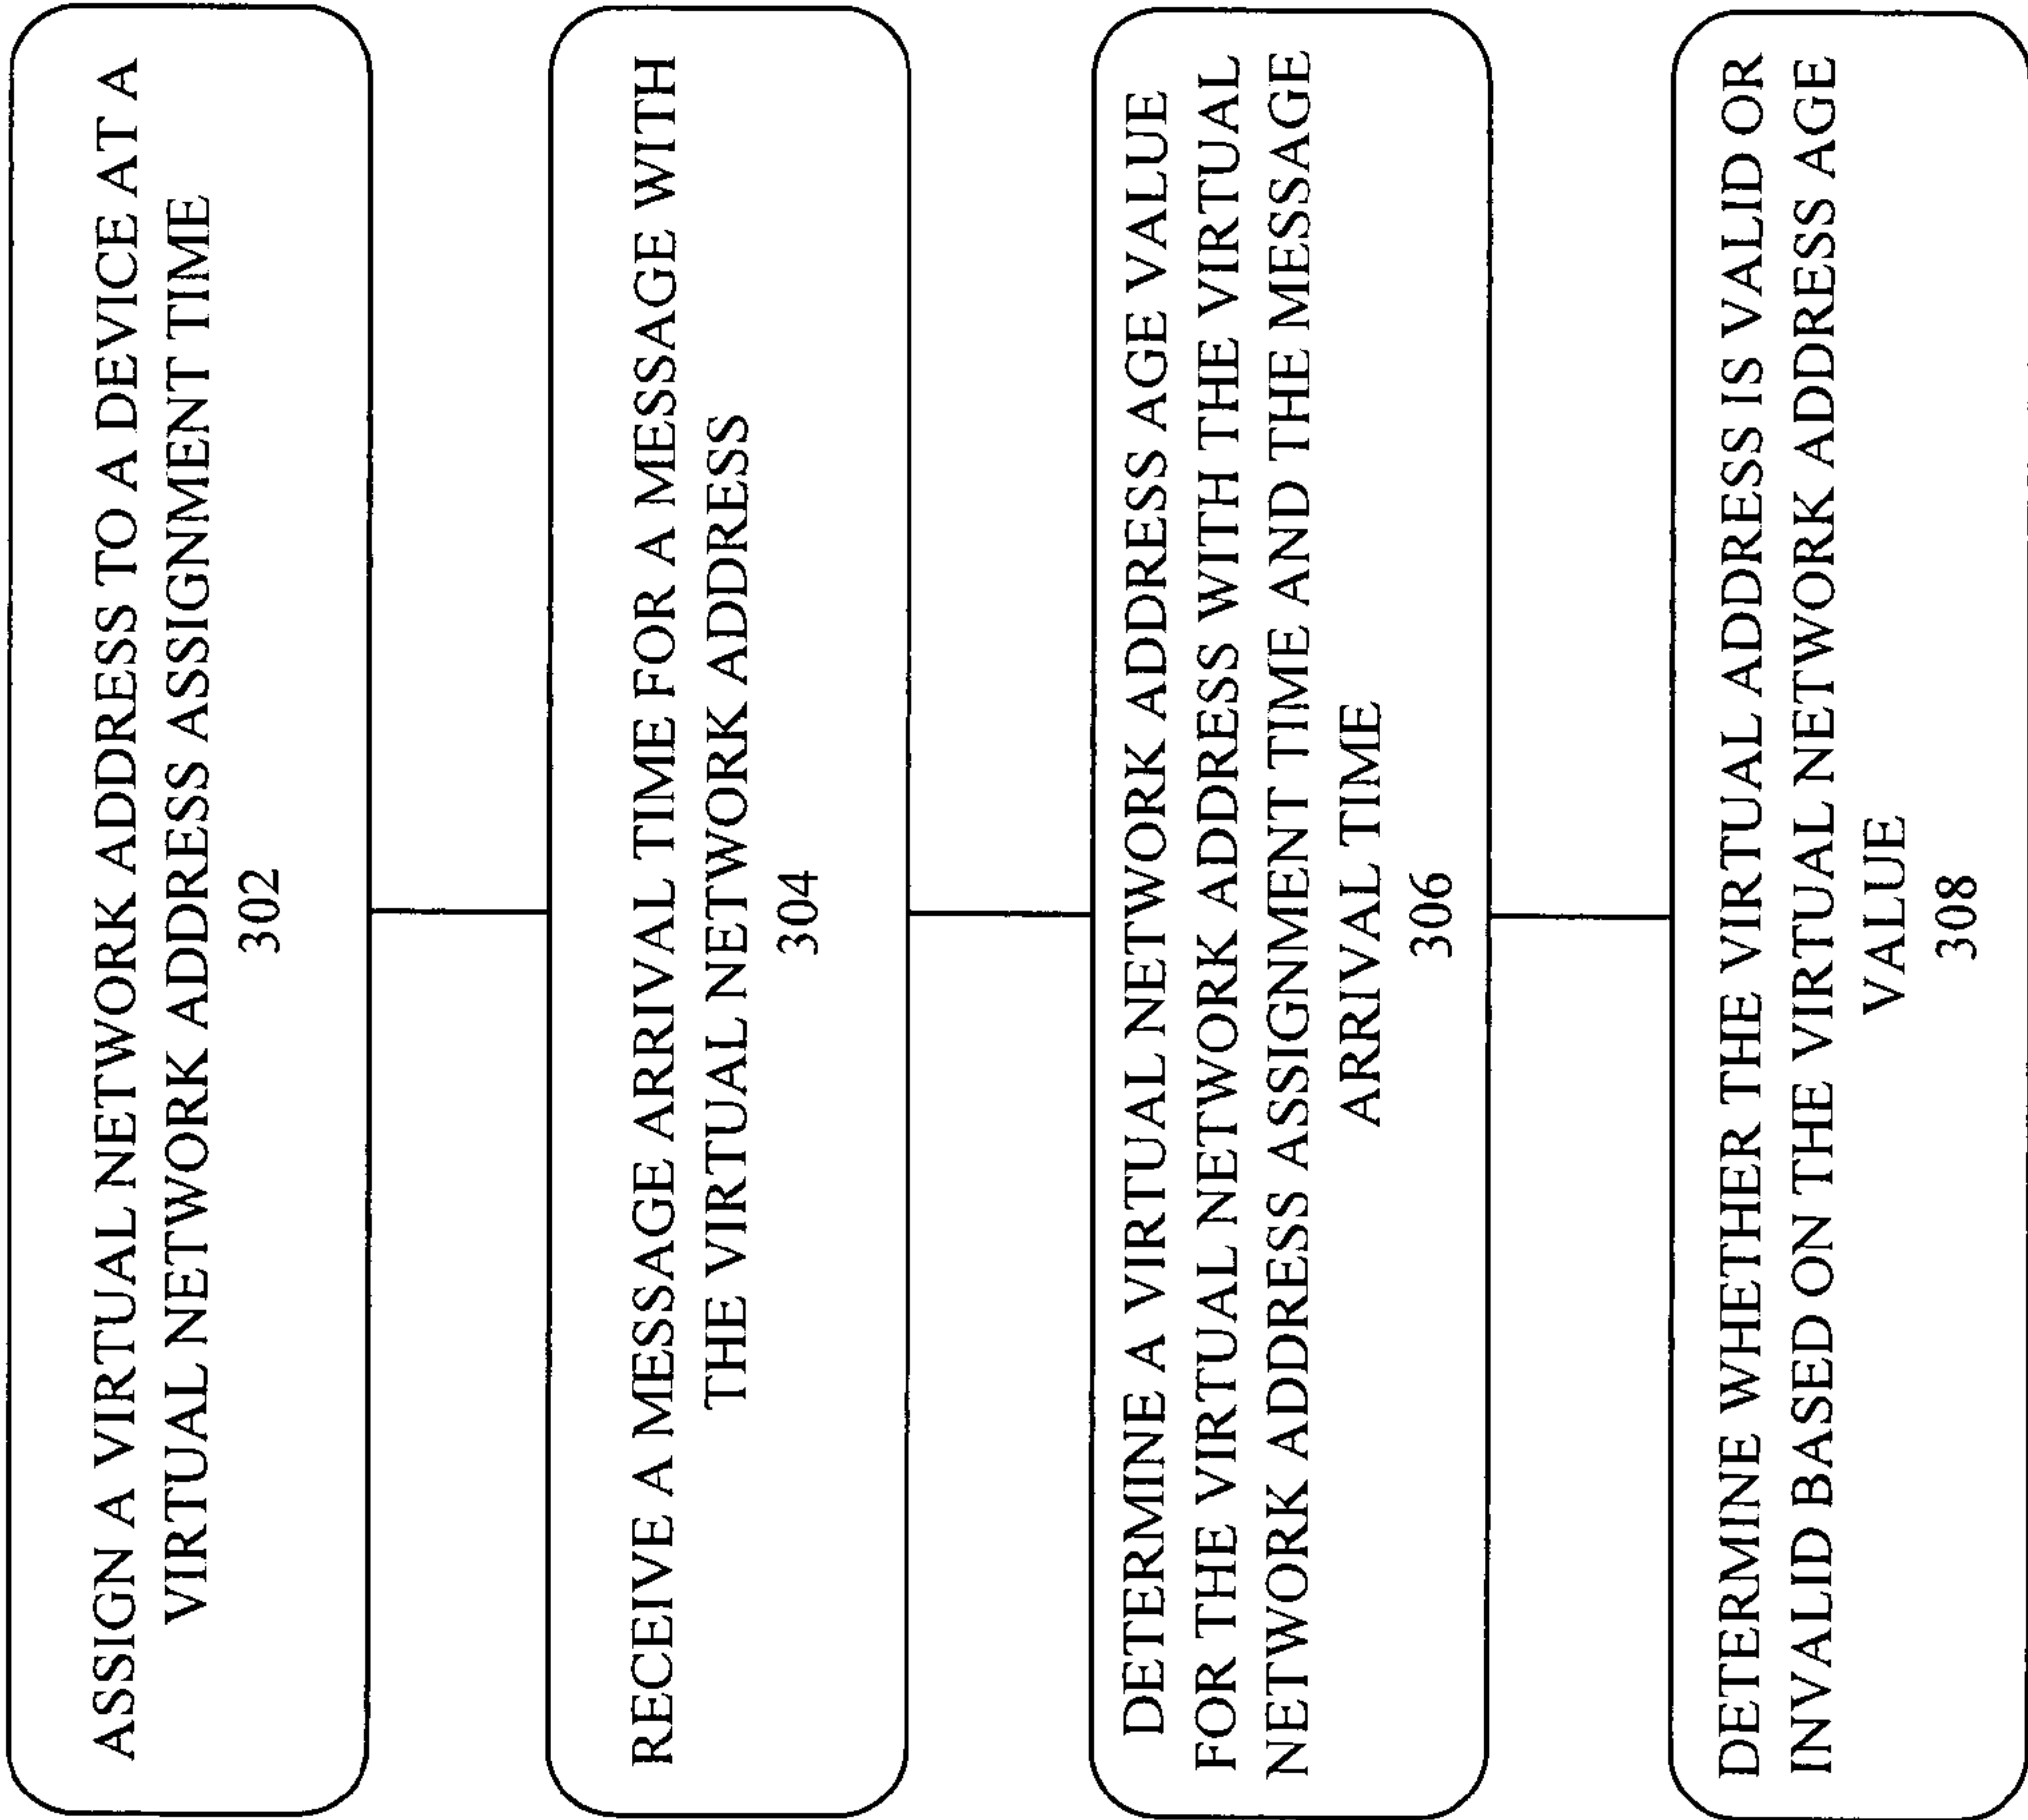 ASSIGN A VIRTUAL NETWORK ADDRESS TO A DEVICE AT A
VIRTUAL NETWORK ADDRESS ASSIGNMENT TIME
302
RECEIVE A MESSAGE ARRIVAL TIME FOR A MESSAGE WITH
THE VIRTUAL NETWORK ADDRESS
304
DETERMINE A VIRTUAL NETWORK ADDRESS AGE VALUE
FOR THE VIRTUAL NETWORK ADDRESS WITH THE VIRTUAL
NETWORK ADDRESS ASSIGNMENT TIME AND THE MESSAGE
ARRIVAL TIME
306
DETERMINE WHETHER THE VIRTUAL ADDRESS IS VALID OR
INVALID BASED ON THE VIRTUAL NETWORK ADDRESS AGE
VALUE
308